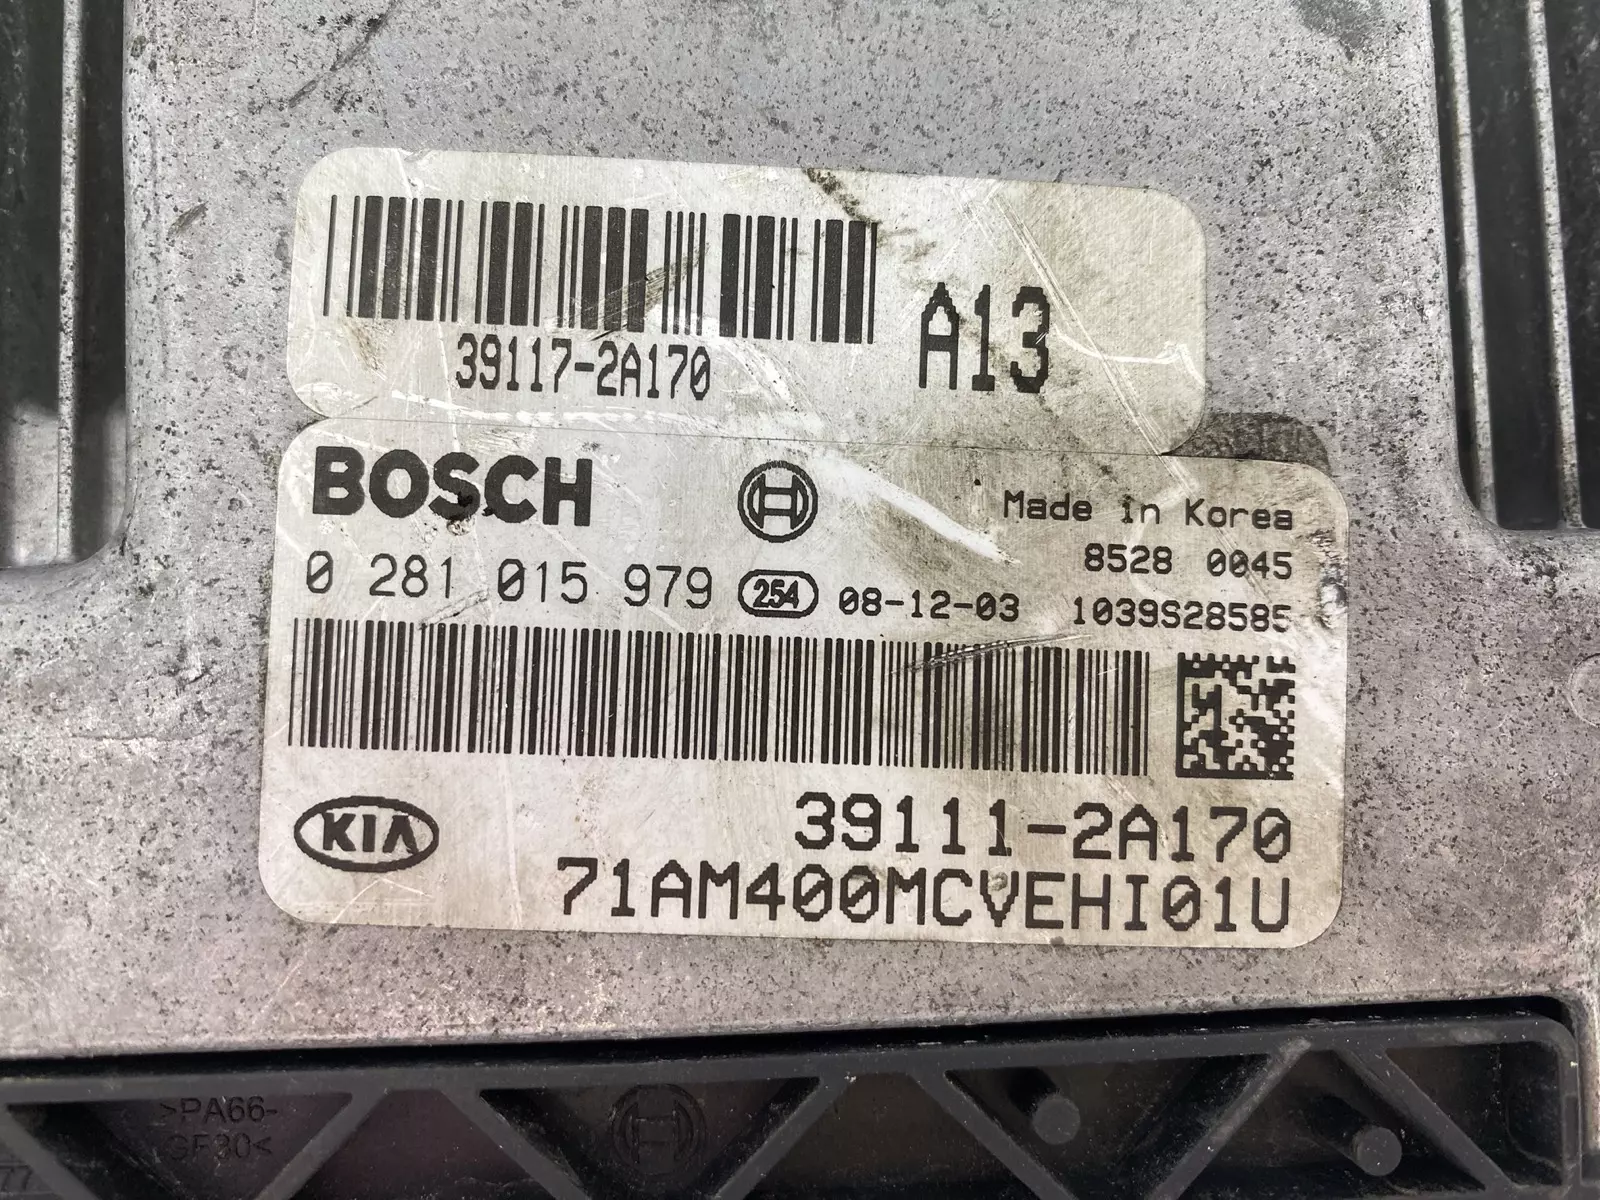 39117-2A170
A13
BOSCH
Made in Korea
8528 0045
0 281 015 979
254
08-12-03
1039S28585
KIA
39111-2A170
71AM400MCVEHI01U
>PA66-
GF30<
77